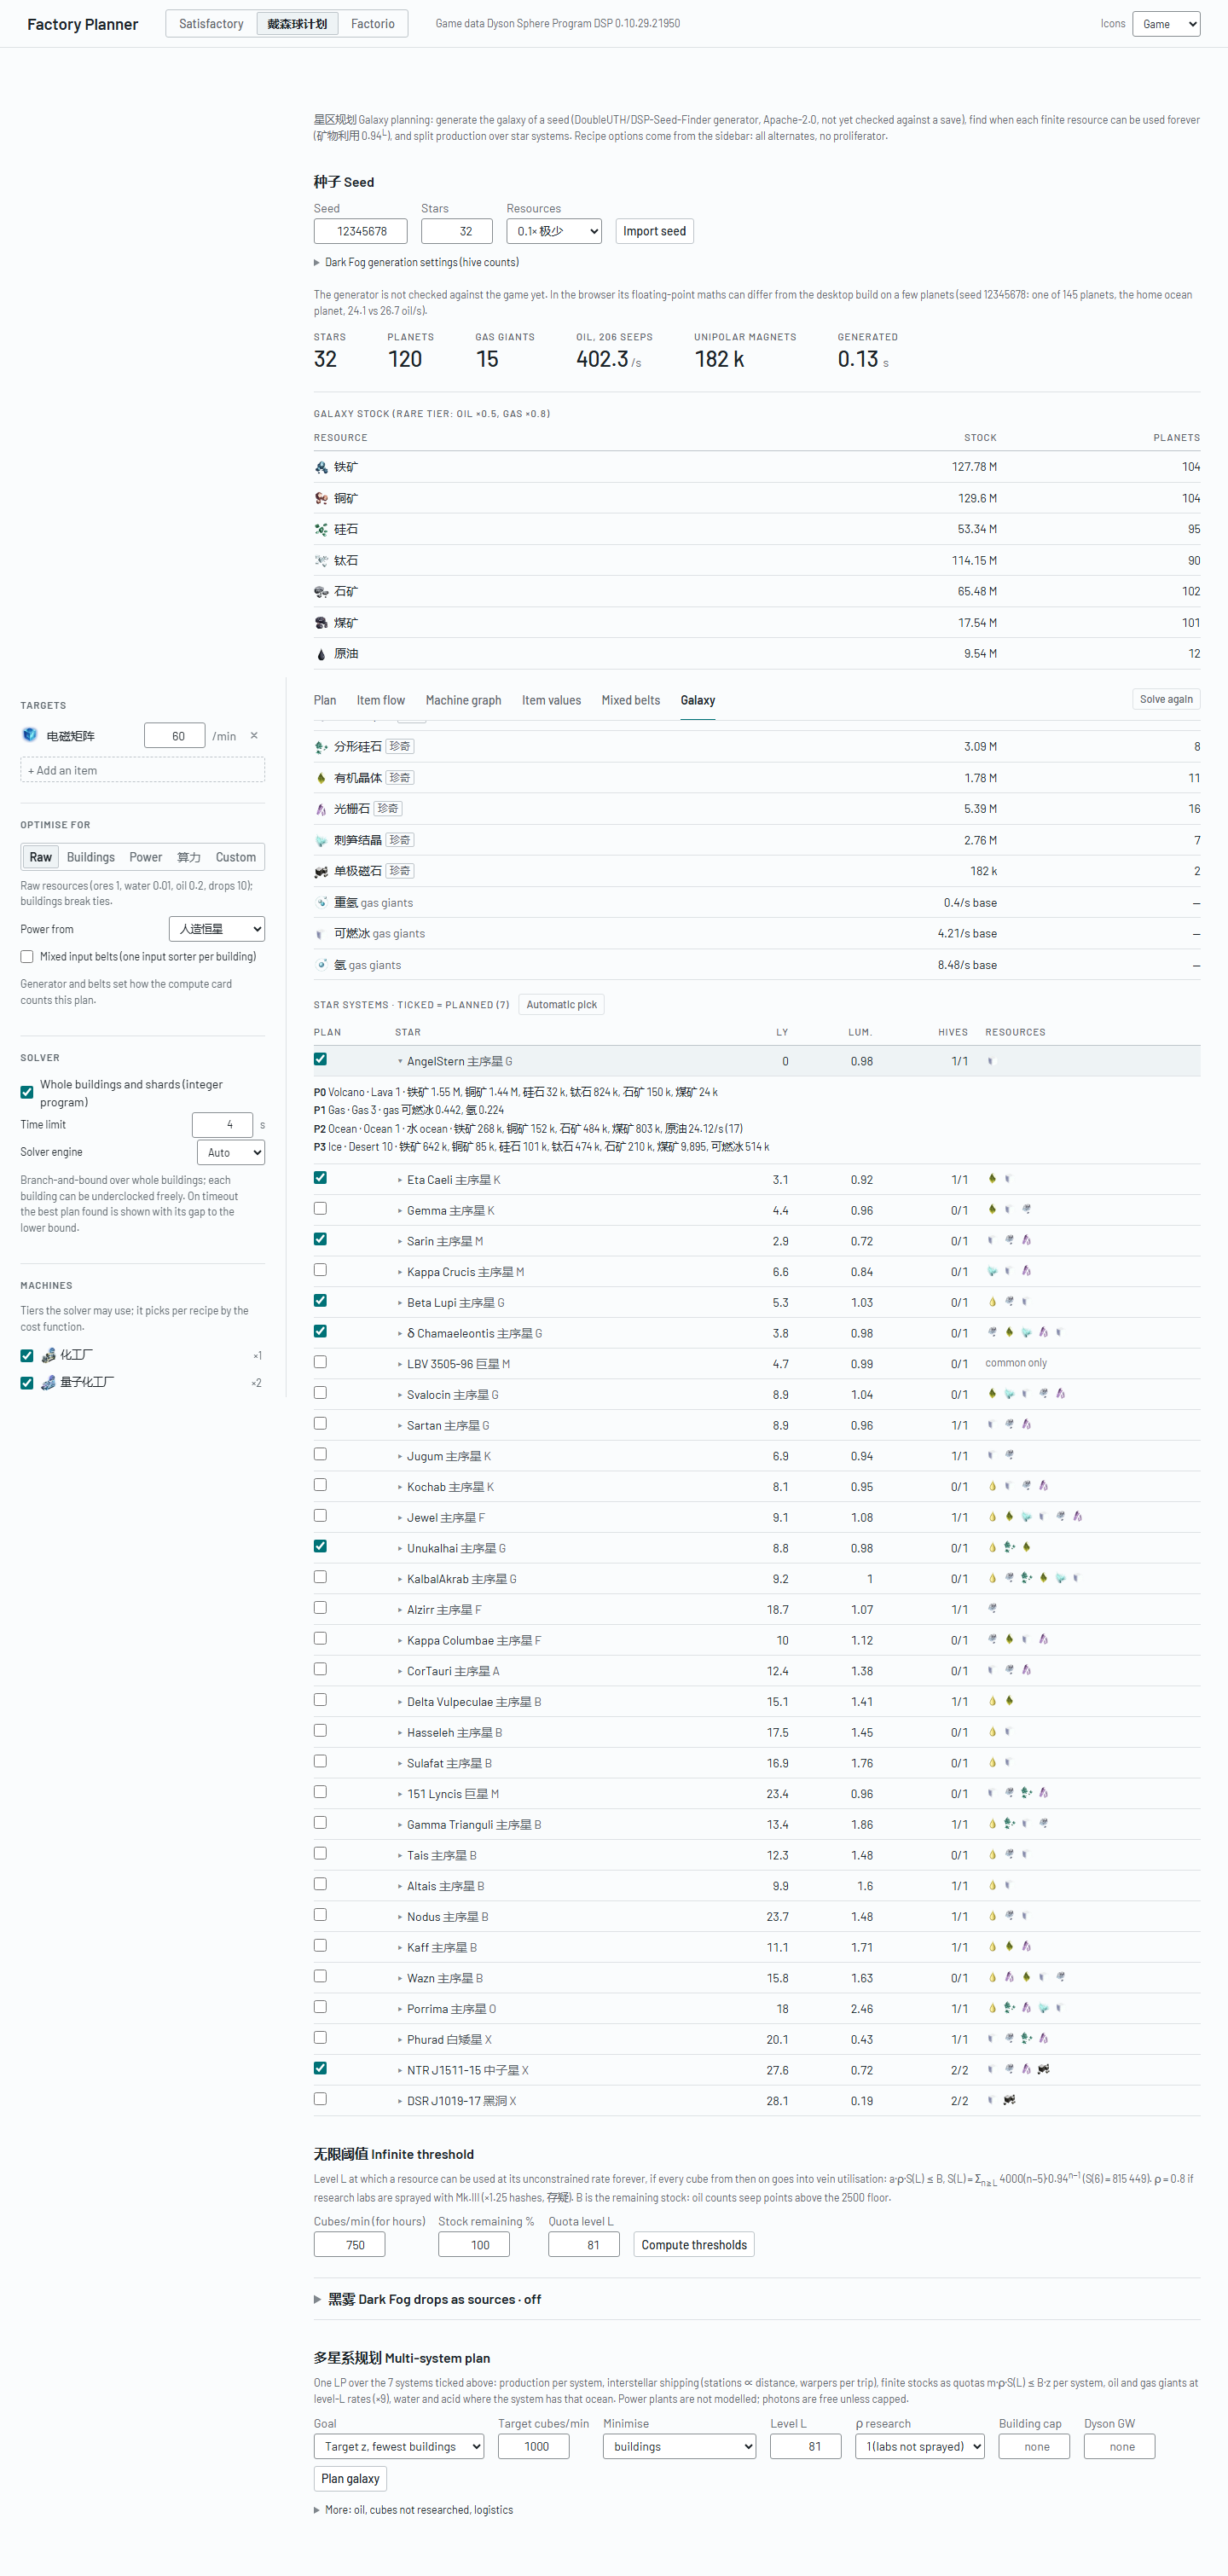 Factory Planner
Satisfactory 戴森球计划 Factorio
Game data Dyson Sphere Program DSP 0.10.29.21950
Icons Game
星区规划 Galaxy planning: generate the galaxy of a seed (DoubleUTH/DSP-Seed-Finder generator, Apache-2.0, not yet checked against a save), find when each finite resource can be used forever
(矿物利用 0.94^L), and split production over star systems. Recipe options come from the sidebar: all alternates, no proliferator.
种子 Seed
Seed Stars Resources
12345678 32 0.1× 极少 Import seed
▶ Dark Fog generation settings (hive counts)
The generator is not checked against the game yet. In the browser its floating-point maths can differ from the desktop build on a few planets (seed 12345678: one of 145 planets, the home ocean
planet, 24.1 vs 26.7 oil/s).
STARS PLANETS GAS GIANTS OIL, 206 SEEPS UNIPOLAR MAGNETS GENERATED
32 120 15 402.3 /s 182 k 0.13 s
GALAXY STOCK (RARE TIER: OIL ×0.5, GAS ×0.8)
RESOURCE STOCK PLANETS
铁矿 127.78 M 104
铜矿 129.6 M 104
硅石 53.34 M 95
钛石 114.15 M 90
石矿 65.48 M 102
煤矿 17.54 M 101
原油 9.54 M 12
Plan Item flow Machine graph Item values Mixed belts Galaxy Solve again
分形硅石 珍奇 3.09 M 8
有机晶体 珍奇 1.78 M 11
光栅石 珍奇 5.39 M 16
刺笋结晶 珍奇 2.76 M 7
单极磁石 珍奇 182 k 2
重氢 gas giants 0.4/s base –
可燃冰 gas giants 4.21/s base –
氢 gas giants 8.48/s base –
TARGETS
电磁矩阵 60 /min ×
+ Add an item
OPTIMISE FOR
Raw Buildings Power 算力 Custom
Raw resources (ores 1, water 0.01, oil 0.2, drops 10);
buildings break ties.
Power from 人造恒星
Mixed input belts (one input sorter per building)
Generator and belts set how the compute card
counts this plan.
SOLVER
Whole buildings and shards (integer
program)
Time limit 4 s
Solver engine Auto
Branch-and-bound over whole buildings; each
building can be underclocked freely. On timeout
the best plan found is shown with its gap to the
lower bound.
MACHINES
Tiers the solver may use; it picks per recipe by the
cost function.
化工厂 ×1
量子化工厂 ×2
STAR SYSTEMS · TICKED = PLANNED (7) Automatic pick
PLAN STAR LY LUM. HIVES RESOURCES
▾ AngelStern 主序星 G 0 0.98 1/1
P0 Volcano · Lava 1 · 铁矿 1.55 M, 铜矿 1.44 M, 硅石 32 k, 钛石 824 k, 石矿 150 k, 煤矿 24 k
P1 Gas · Gas 3 · gas 可燃冰 0.442, 氢 0.224
P2 Ocean · Ocean 1 · 水 ocean · 铁矿 268 k, 铜矿 152 k, 石矿 484 k, 煤矿 803 k, 原油 24.12/s (17)
P3 Ice · Desert 10 · 铁矿 642 k, 铜矿 85 k, 硅石 101 k, 钛石 474 k, 石矿 210 k, 煤矿 9,895, 可燃冰 514 k
▸ Eta Caeli 主序星 K 3.1 0.92 1/1
▸ Gemma 主序星 K 4.4 0.96 0/1
▸ Sarin 主序星 M 2.9 0.72 0/1
▸ Kappa Crucis 主序星 M 6.6 0.84 0/1
▸ Beta Lupi 主序星 G 5.3 1.03 0/1
▸ δ Chamaeleontis 主序星 G 3.8 0.98 0/1
▸ LBV 3505-96 巨星 M 4.7 0.99 0/1 common only
▸ Svalocin 主序星 G 8.9 1.04 0/1
▸ Sartan 主序星 G 8.9 0.96 1/1
▸ Jugum 主序星 K 6.9 0.94 1/1
▸ Kochab 主序星 K 8.1 0.95 0/1
▸ Jewel 主序星 F 9.1 1.08 1/1
▸ Unukalhai 主序星 G 8.8 0.98 0/1
▸ KalbalAkrab 主序星 G 9.2 1 0/1
▸ Alzirr 主序星 F 18.7 1.07 1/1
▸ Kappa Columbae 主序星 F 10 1.12 0/1
▸ CorTauri 主序星 A 12.4 1.38 0/1
▸ Delta Vulpeculae 主序星 B 15.1 1.41 1/1
▸ Hasseleh 主序星 B 17.5 1.45 0/1
▸ Sulafat 主序星 B 16.9 1.76 0/1
▸ 151 Lyncis 巨星 M 23.4 0.96 0/1
▸ Gamma Trianguli 主序星 B 13.4 1.86 1/1
▸ Tais 主序星 B 12.3 1.48 0/1
▸ Altais 主序星 B 9.9 1.6 1/1
▸ Nodus 主序星 B 23.7 1.48 1/1
▸ Kaff 主序星 B 11.1 1.71 1/1
▸ Wazn 主序星 B 15.8 1.63 0/1
▸ Porrima 主序星 O 18 2.46 1/1
▸ Phurad 白矮星 X 20.1 0.43 1/1
▸ NTR J1511-15 中子星 X 27.6 0.72 2/2
▸ DSR J1019-17 黑洞 X 28.1 0.19 2/2
无限阈值 Infinite threshold
Level L at which a resource can be used at its unconstrained rate forever, if every cube from then on goes into vein utilisation: a·ρ·S(L) ≤ B, S(L) = Σn≥L 4000(n−5)·0.94^n−1 (S(6) = 815 449). ρ = 0.8 if
research labs are sprayed with Mk.III (×1.25 hashes, 存疑). B is the remaining stock: oil counts seep points above the 2500 floor.
Cubes/min (for hours) Stock remaining % Quota level L
750 100 81 Compute thresholds
▶ 黑雾 Dark Fog drops as sources · off
多星系规划 Multi-system plan
One LP over the 7 systems ticked above: production per system, interstellar shipping (stations ∝ distance, warpers per trip), finite stocks as quotas m·ρ·S(L) ≤ B·z per system, oil and gas giants at
level-L rates (×9), water and acid where the system has that ocean. Power plants are not modelled; photons are free unless capped.
Goal Target cubes/min Minimise Level L ρ research Building cap Dyson GW
Target z, fewest buildings 1000 buildings 81 1 (labs not sprayed) none none
Plan galaxy
▶ More: oil, cubes not researched, logistics